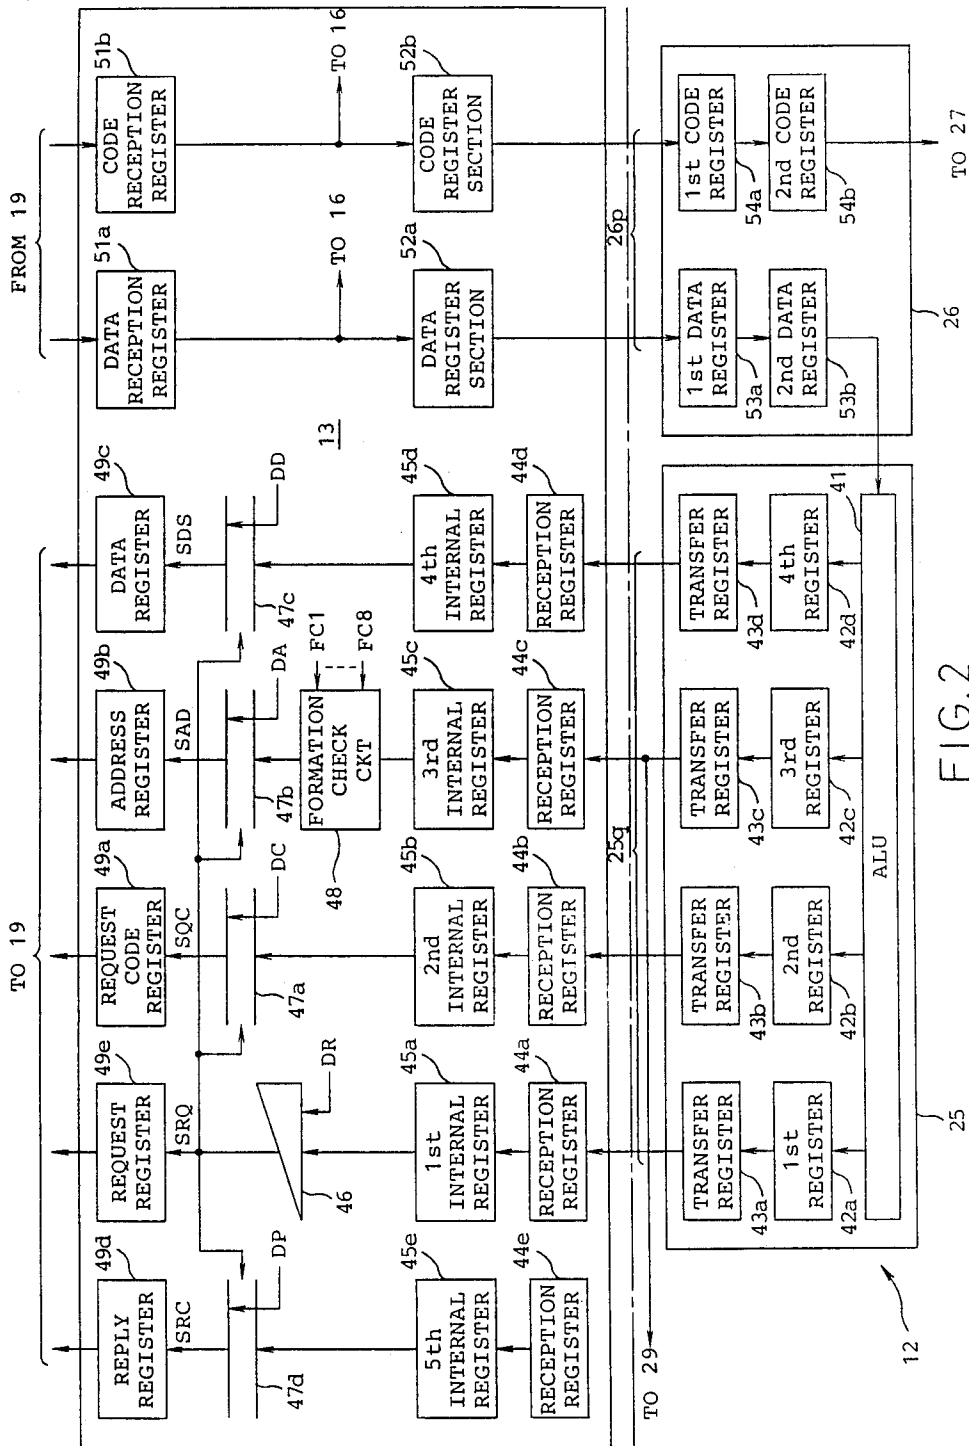 TO 19
FROM 19
49d
REPLY
REGISTER
49e
REQUEST
REGISTER
49a
REQUEST
CODE
REGISTER
49b
ADDRESS
REGISTER
49c
DATA
REGISTER
51a
DATA
RECEPTION
REGISTER
51b
CODE
RECEPTION
REGISTER
SRC
SRQ
SQC
SAD
SDS
DP
DR
DC
DA
DD
47d
46
47a
47b
47c
FORMATION
CHECK
CKT
48
FC1
FC8
13
TO 16
TO 16
45e
5th
INTERNAL
REGISTER
45a
1st
INTERNAL
REGISTER
45b
2nd
INTERNAL
REGISTER
45c
3rd
INTERNAL
REGISTER
45d
4th
INTERNAL
REGISTER
52a
DATA
REGISTER
SECTION
52b
CODE
REGISTER
SECTION
44e
RECEPTION
REGISTER
44a
RECEPTION
REGISTER
44b
RECEPTION
REGISTER
44c
RECEPTION
REGISTER
44d
RECEPTION
REGISTER
25q
26p
TO 29
TRANSFER
REGISTER
43a
TRANSFER
REGISTER
43b
TRANSFER
REGISTER
43c
TRANSFER
REGISTER
43d
1st DATA
REGISTER
53a
1st CODE
REGISTER
54a
1st
REGISTER
42a
2nd
REGISTER
42b
3rd
REGISTER
42c
4th
REGISTER
42d
2nd DATA
REGISTER
53b
2nd CODE
REGISTER
54b
41
ALU
12
25
26
TO 27
FIG.2